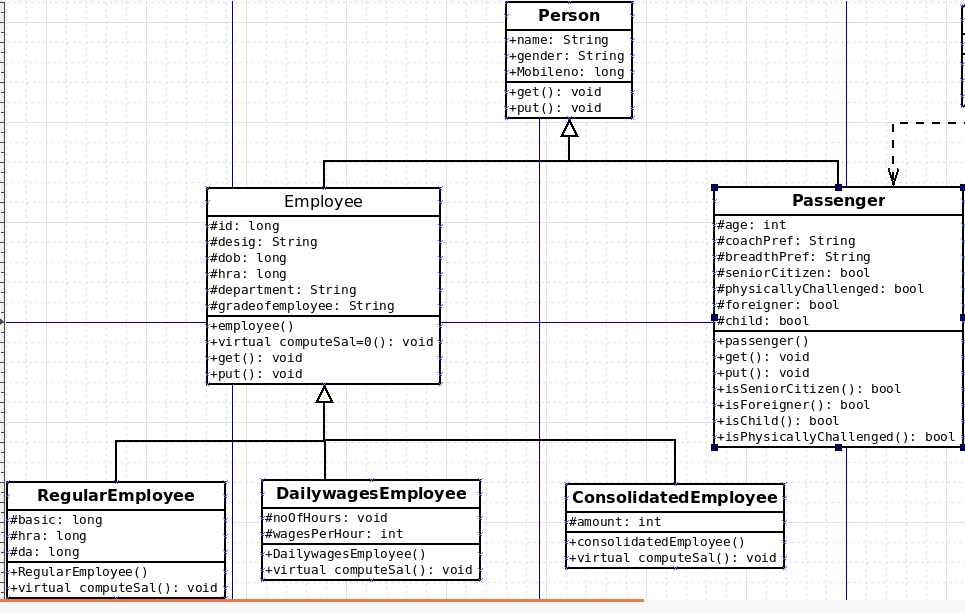 Person
+name: String
+gender: String
+Mobileno: long
+get(): void
+put(): void
Employee
#id: long
#desig: String
#dob: long
#hra: long
#department: String
#gradeofemployee: String
+employee()
+virtual computeSal=0(): void
+get(): void
+put(): void
Passenger
#age: int
#coachPref: String
#breadthPref: String
#seniorCitizen: bool
#physicallyChallenged: bool
#foreigner: bool
#child: bool
+passenger()
+get(): void
+put(): void
+isSeniorCitizen(): bool
+isForeigner(): bool
+isChild(): bool
+isPhysicallyChallenged(): bool
RegularEmployee
#basic: long
#hra: long
#da: long
+RegularEmployee()
+virtual computeSal(): void
DailywagesEmployee
#noOfHours: void
#wagesPerHour: int
+DailywagesEmployee()
+virtual computeSal(): void
ConsolidatedEmployee
#amount: int
+consolidatedEmployee()
+virtual computeSal(): void